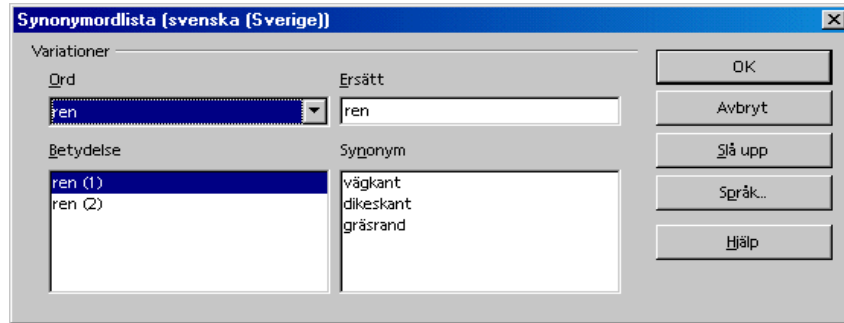 Synonymordlista (svenska (Sverige))
Variationer
Ord
Ersätt
ren
ren
Betydelse
Synonym
ren (1)
ren (2)
vägkant
dikeskant
gräsrand
OK
Avbryt
Slå upp
Språk...
Hjälp